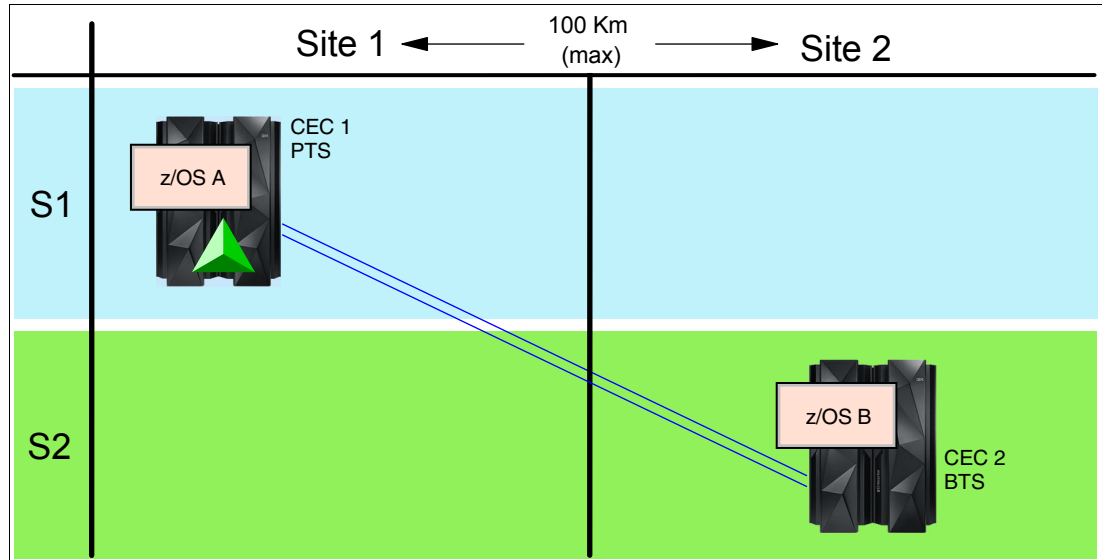 Site 1
100 Km
(max)
Site 2
S1
z/OS A
CEC 1
PTS
S2
z/OS B
CEC 2
BTS